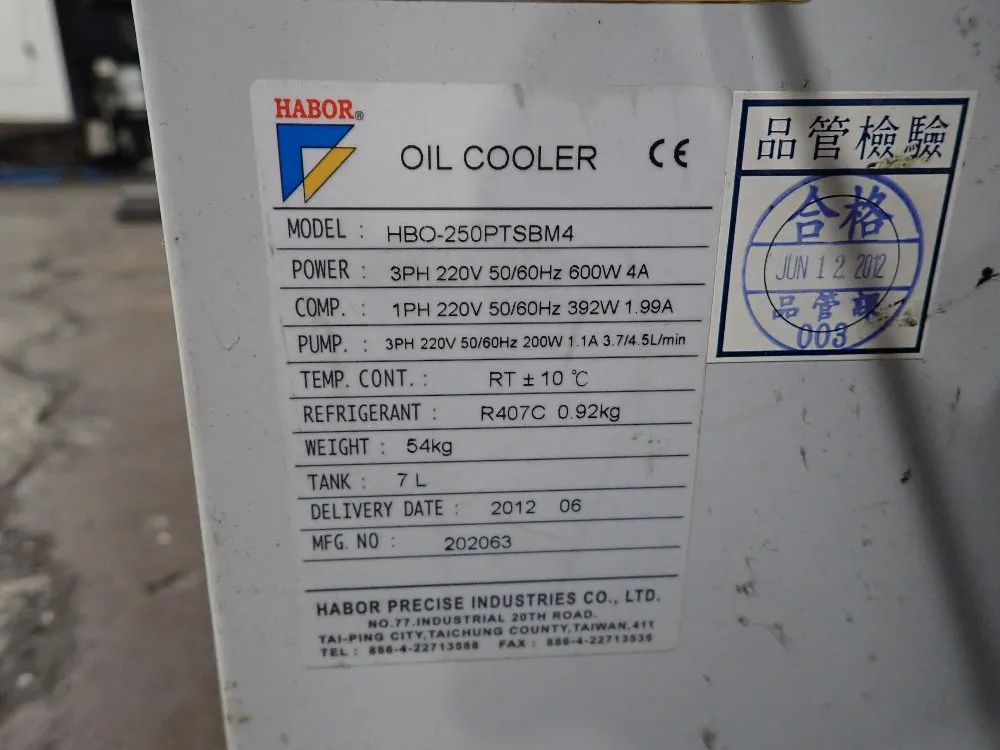 HABOR®
OIL COOLER CE
MODEL : HBO-250PTSBM4
POWER : 3PH 220V 50/60Hz 600W 4A
COMP. : 1PH 220V 50/60Hz 392W 1.99A
PUMP. : 3PH 220V 50/60Hz 200W 1.1A 3.7/4.5L/min
TEMP. CONT. : RT ± 10 ℃
REFRIGERANT : R407C 0.92kg
WEIGHT : 54kg
TANK : 7 L
DELIVERY DATE : 2012 06
MFG. NO : 202063
HABOR PRECISE INDUSTRIES CO., LTD.
NO.77.INDUSTRIAL 20TH ROAD.
TAI-PING CITY,TAICHUNG COUNTY,TAIWAN,411
TEL : 886-4-22713588 FAX : 886-4-22713535
品管檢驗
合格
JUN 12 2012
品管課
003